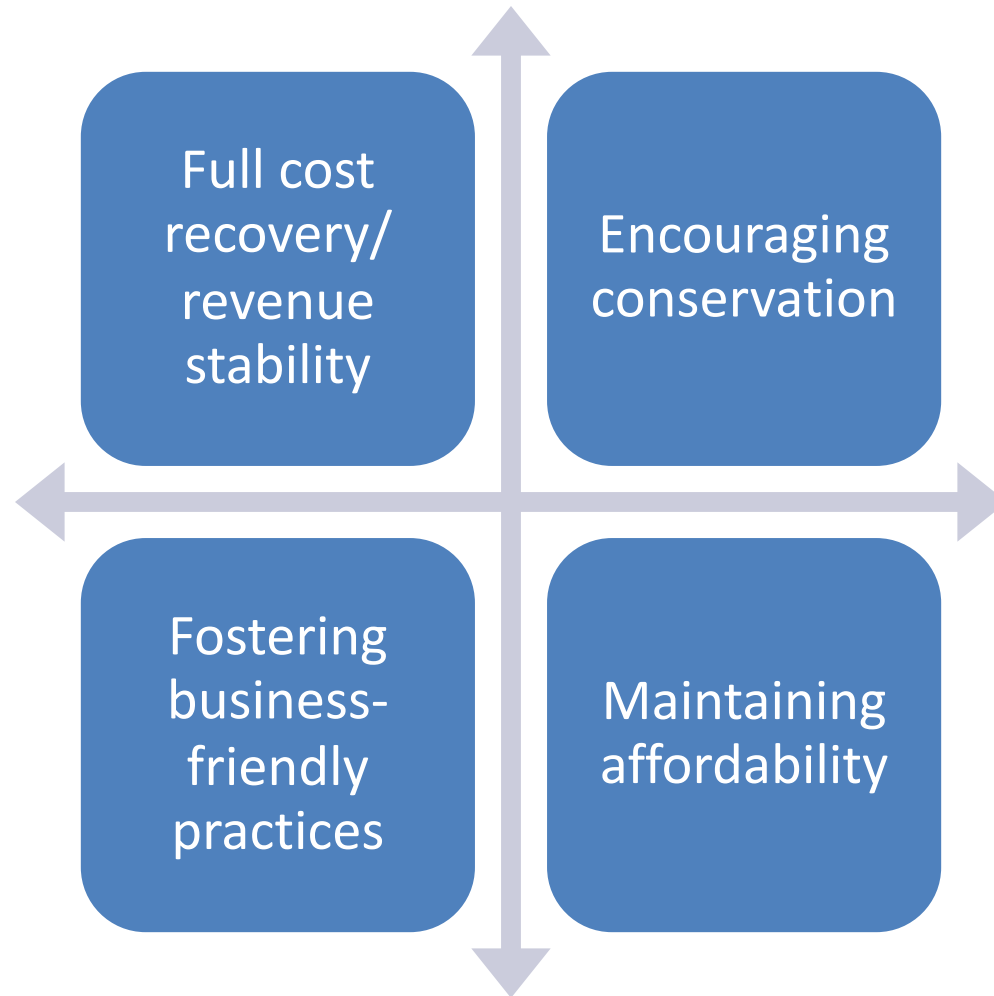 Full cost
recovery/
revenue
stability
Encouraging
conservation
Fostering
business-
friendly
practices
Maintaining
affordability